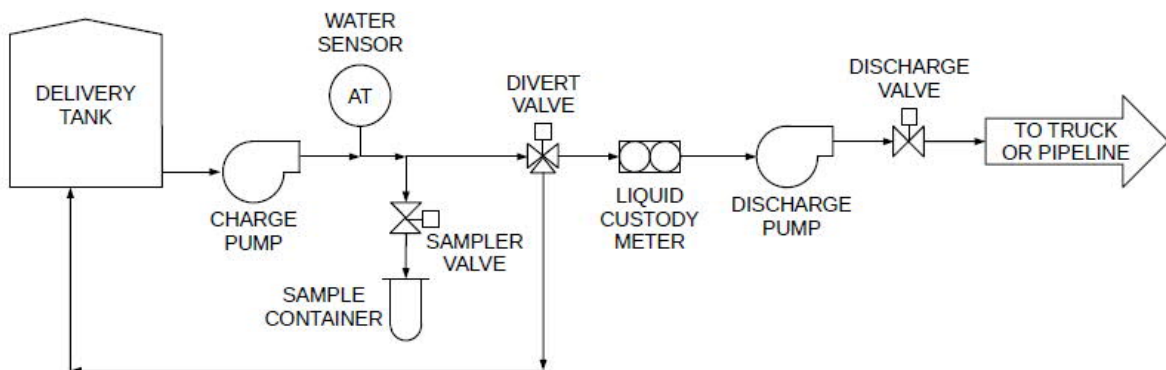 DELIVERY
TANK
WATER
SENSOR
AT
CHARGE
PUMP
SAMPLER
VALVE
SAMPLE
CONTAINER
DIVERT
VALVE
LIQUID
CUSTODY
METER
DISCHARGE
PUMP
DISCHARGE
VALVE
TO TRUCK
OR PIPELINE